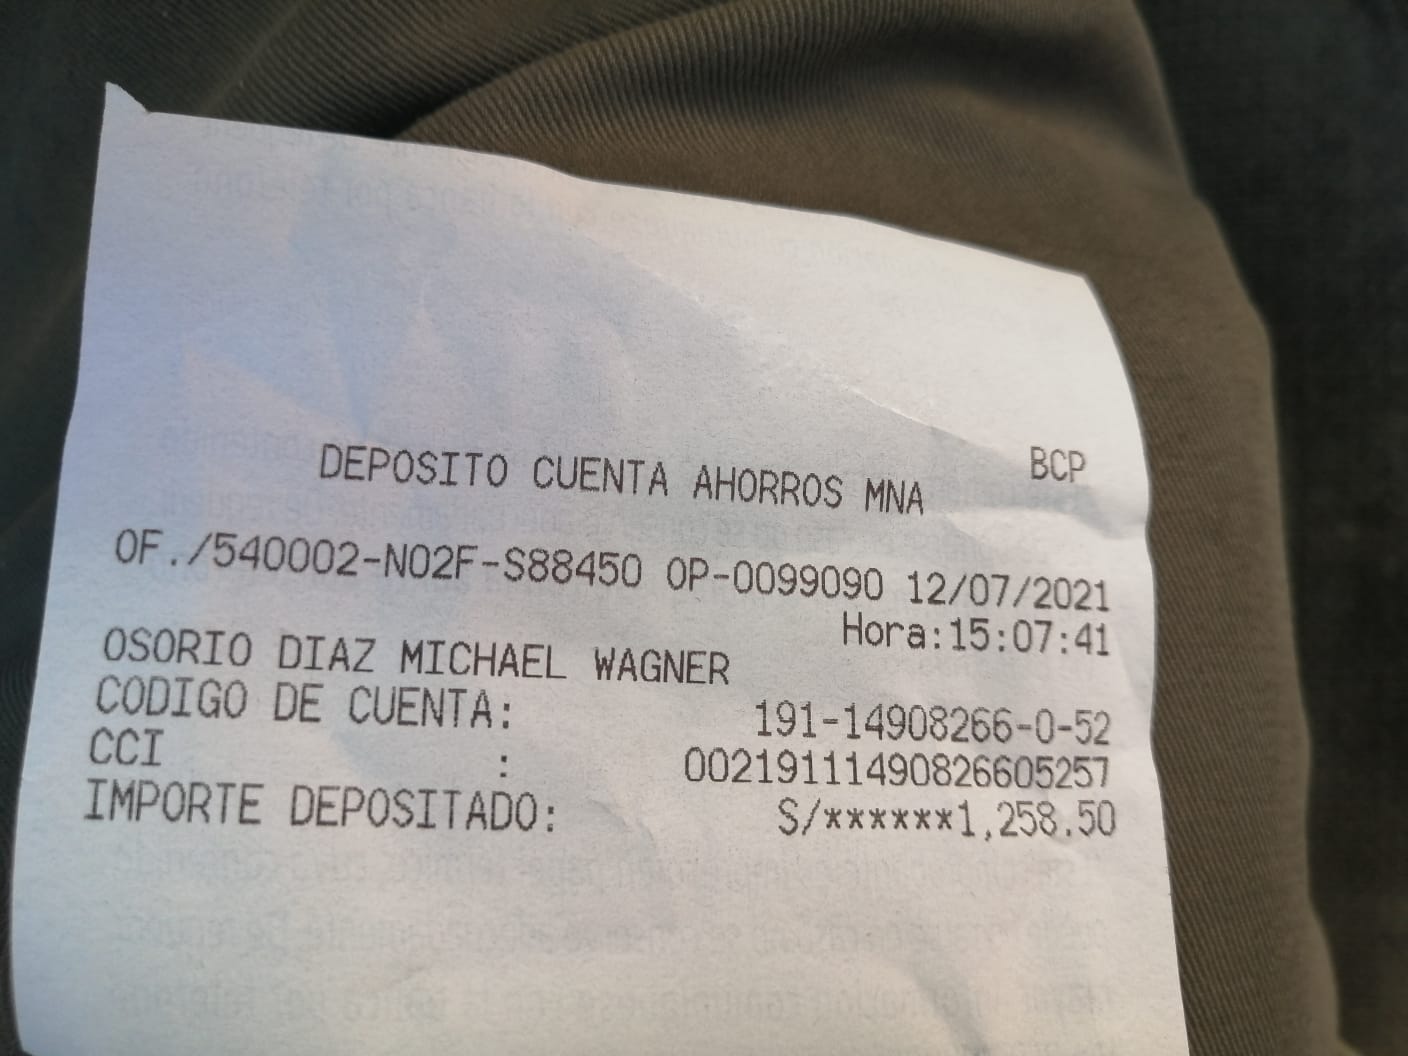 BCP
DEPOSITO CUENTA AHORROS MNA
OF./540002-N02F-S88450 OP-0099090 12/07/2021
Hora:15:07:41
OSORIO DIAZ MICHAEL WAGNER
CODIGO DE CUENTA: 191-14908266-0-52
CCI : 00219111490826605257
IMPORTE DEPOSITADO: S/******1,258.50